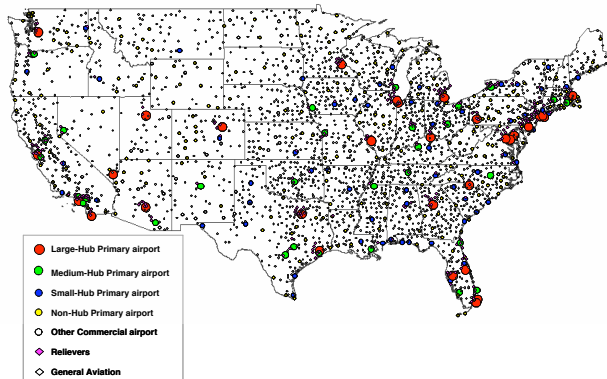 Large-Hub Primary airport
Medium-Hub Primary airport
Small-Hub Primary airport
Non-Hub Primary airport
Other Commercial airport
Relievers
General Aviation